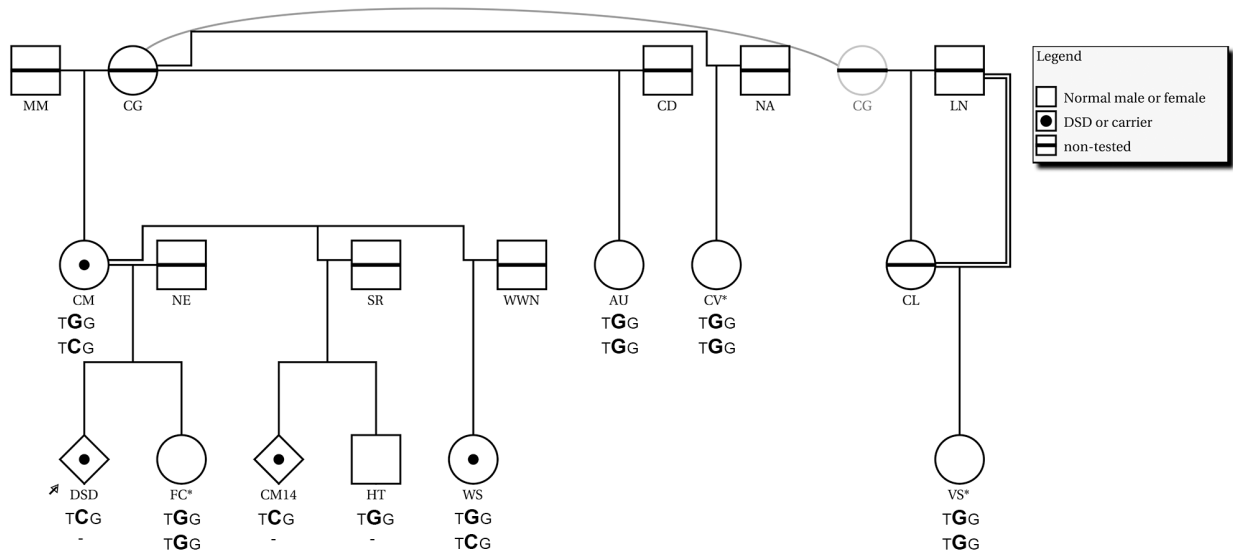 Legend
Normal male or female
DSD or carrier
non-tested
MM CG CD NA CG LN
CM NE SR WWN AU CV* CL
TGG TGG TGG
TCG TGG TGG
DSD FC* CM14 HT WS VS*
TCG TGG TCG TGG TGG TGG
- TGG - - TCG TGG